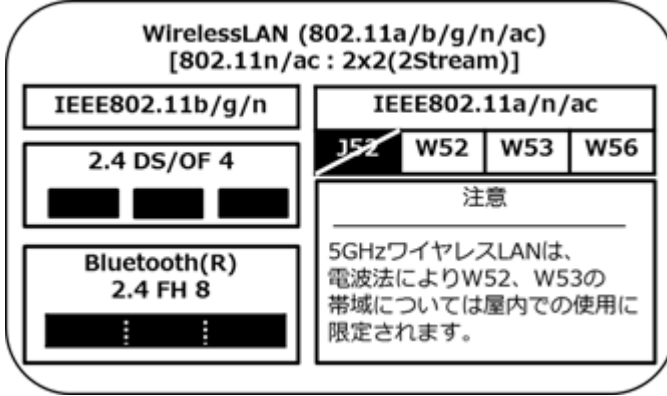 WirelessLAN (802.11a/b/g/n/ac)
[802.11n/ac : 2x2(2Stream)]
IEEE802.11b/g/n
2.4 DS/OF 4
Bluetooth(R)
2.4 FH 8
IEEE802.11a/n/ac
J52 W52 W53 W56
注意
5GHzワイヤレスLANは、
電波法によりW52、W53の
帯域については屋内での使用に
限定されます。